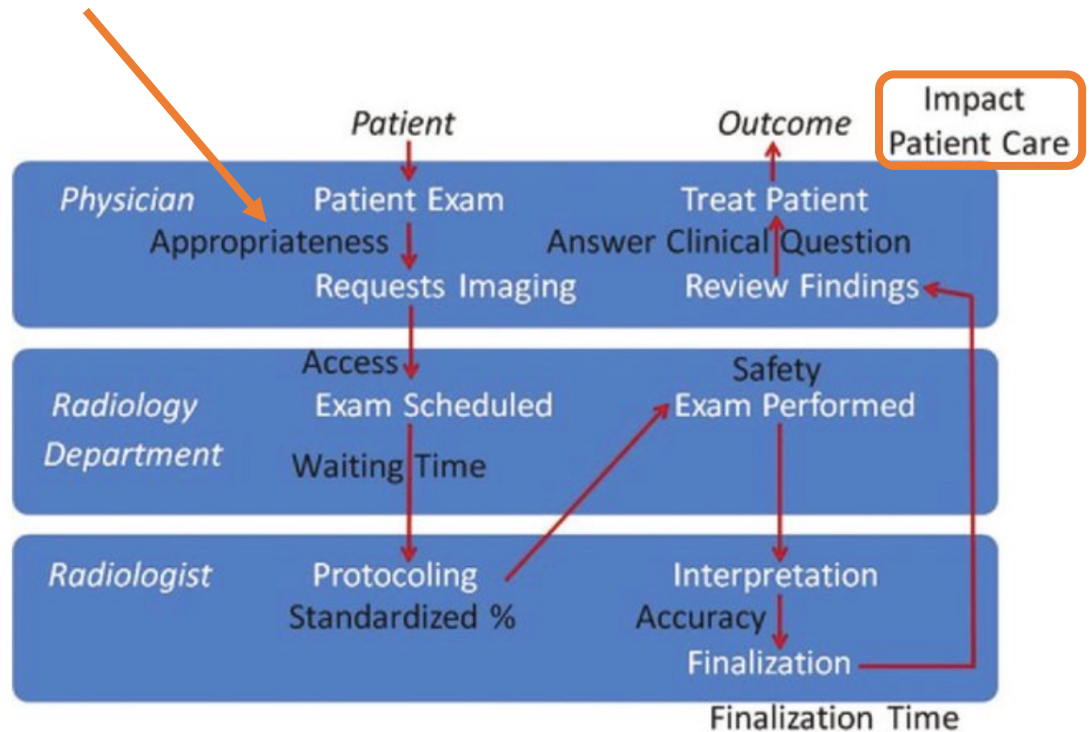 Impact
Patient Care
Patient
Outcome
Physician
Patient Exam
Treat Patient
Appropriateness
Answer Clinical Question
Requests Imaging
Review Findings
Access
Safety
Radiology
Department
Exam Scheduled
Exam Performed
Waiting Time
Radiologist
Protocoling
Interpretation
Standardized %
Accuracy
Finalization
Finalization Time